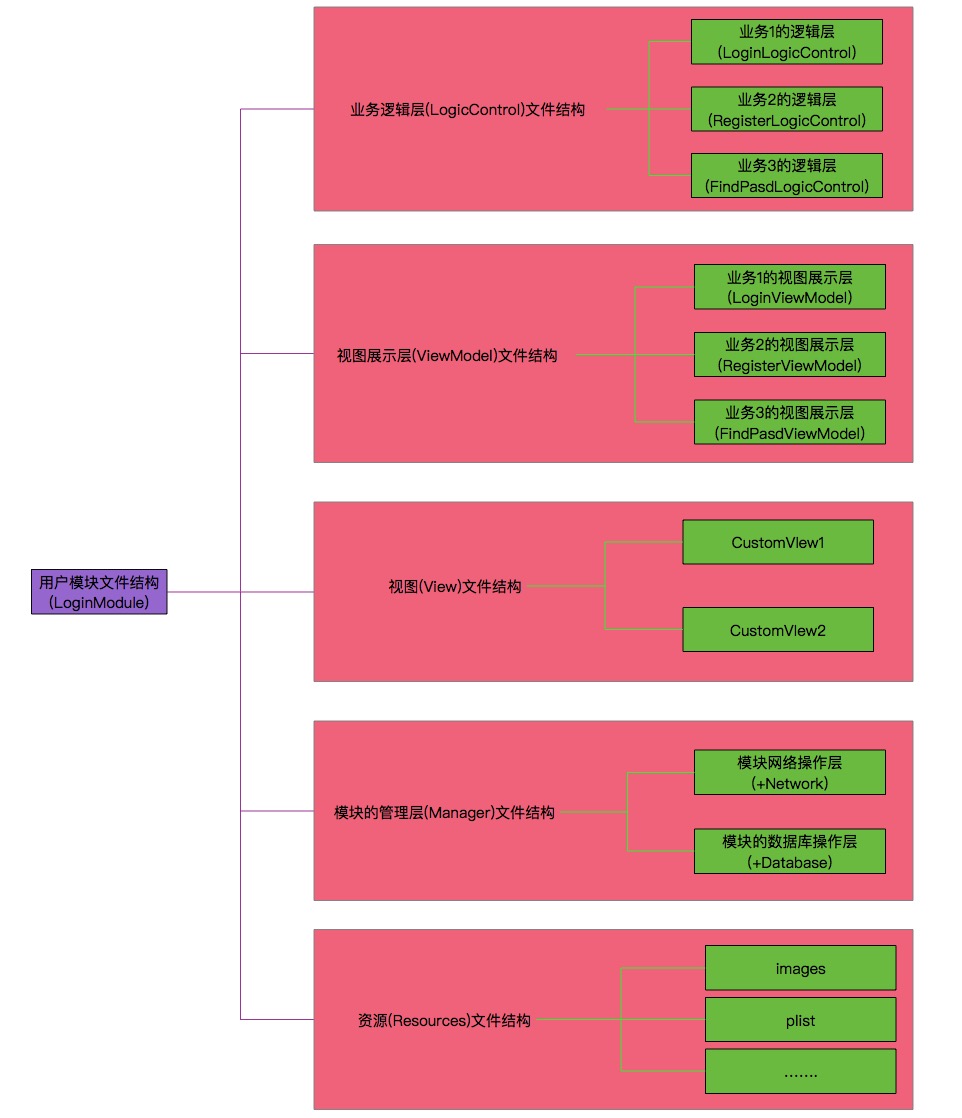 用户模块文件结构
(LoginModule)
业务逻辑层(LogicControl)文件结构
业务1的逻辑层
(LoginLogicControl)
业务2的逻辑层
(RegisterLogicControl)
业务3的逻辑层
(FindPasdLogicControl)
视图展示层(ViewModel)文件结构
业务1的视图展示层
(LoginViewModel)
业务2的视图展示层
(RegisterViewModel)
业务3的视图展示层
(FindPasdViewModel)
视图(View)文件结构
CustomVIew1
CustomVIew2
模块的管理层(Manager)文件结构
模块网络操作层
(+Network)
模块的数据库操作层
(+Database)
资源(Resources)文件结构
images
plist
.......